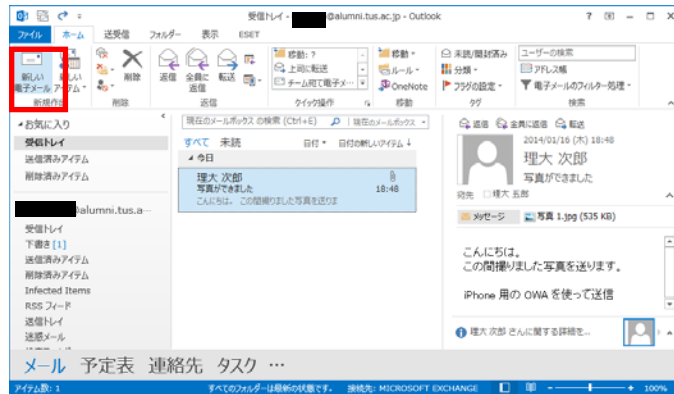 受信トレイ - @alumni.tus.ac.jp - Outlook
ファイル ホーム 送受信 フォルダー 表示 ESET
新しい電子メール
新しいアイテム
削除
返信 全員に返信 転送
移動: ?
上司に転送
チーム宛て電子メ...
移動
ルール
OneNote
未読/開封済み
分類
フラグの設定
ユーザーの検索
アドレス帳
電子メールのフィルター処理
新規作成 削除 返信 クイック操作 移動 タグ 検索
お気に入り
受信トレイ
送信済みアイテム
削除済みアイテム
@alumni.tus.a...
受信トレイ
下書き [1]
送信済みアイテム
削除済みアイテム
Infected Items
RSS フィード
送信トレイ
迷惑メール
現在のメールボックス の検索 (Ctrl+E) 現在のメールボックス
すべて 未読 日付 日付の新しいアイテム ↓
今日
理大 次郎
写真ができました 18:48
こんにちは。 この間撮りました写真を送りま
返信 全員に返信 転送
2014/01/16 (木) 18:48
理大 次郎
写真ができました
宛先 理大 五郎
メッセージ 写真 1.jpg (535 KB)
こんにちは。
この間撮りました写真を送ります。
iPhone 用の OWA を使って送信
理大 次郎 さんに関する詳細を...
メール 予定表 連絡先 タスク ...
アイテム数: 1 すべてのフォルダーは最新の状態です。 接続先: MICROSOFT EXCHANGE 100%